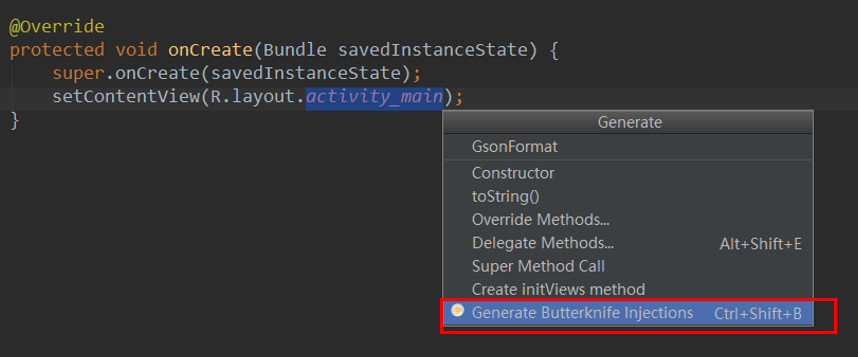 @Override
protected void onCreate(Bundle savedInstanceState) {
super.onCreate(savedInstanceState);
setContentView(R.layout.activity_main);
}
Generate
GsonFormat
Constructor
toString()
Override Methods...
Delegate Methods... Alt+Shift+E
Super Method Call
Create initViews method
Generate Butterknife Injections Ctrl+Shift+B